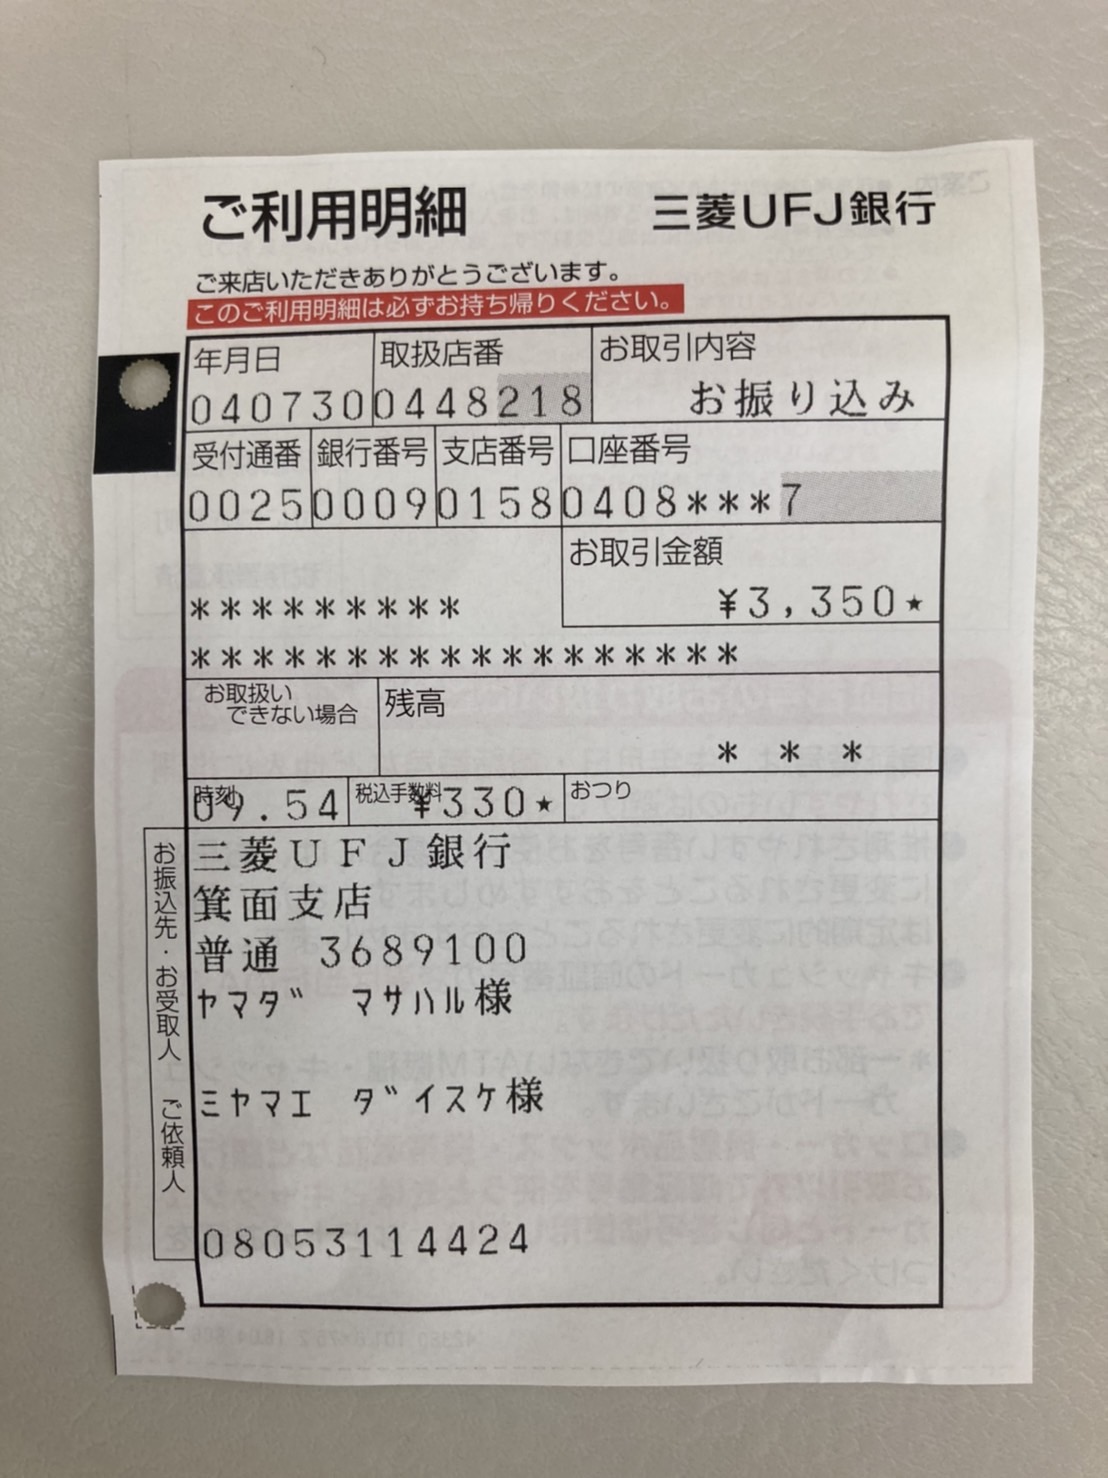 ご利用明細 三菱UFJ銀行
ご来店いただきありがとうございます。
このご利用明細は必ずお持ち帰りください。
年月日 取扱店番 お取引内容
040730 0448218 お振り込み
受付通番 銀行番号 支店番号 口座番号
0025 0009 0158 0408***7
お取引金額
********* ¥3,350★
******************
お取扱い
できない場合 残高
* * *
時刻 税込手数料 おつり
09.54 ¥330★
お振込先・お受取人 ご依頼人
三菱UFJ銀行
箕面支店
普通 3689100
ヤマダ マサハル様
ミヤマエ ダイスケ様
08053114424